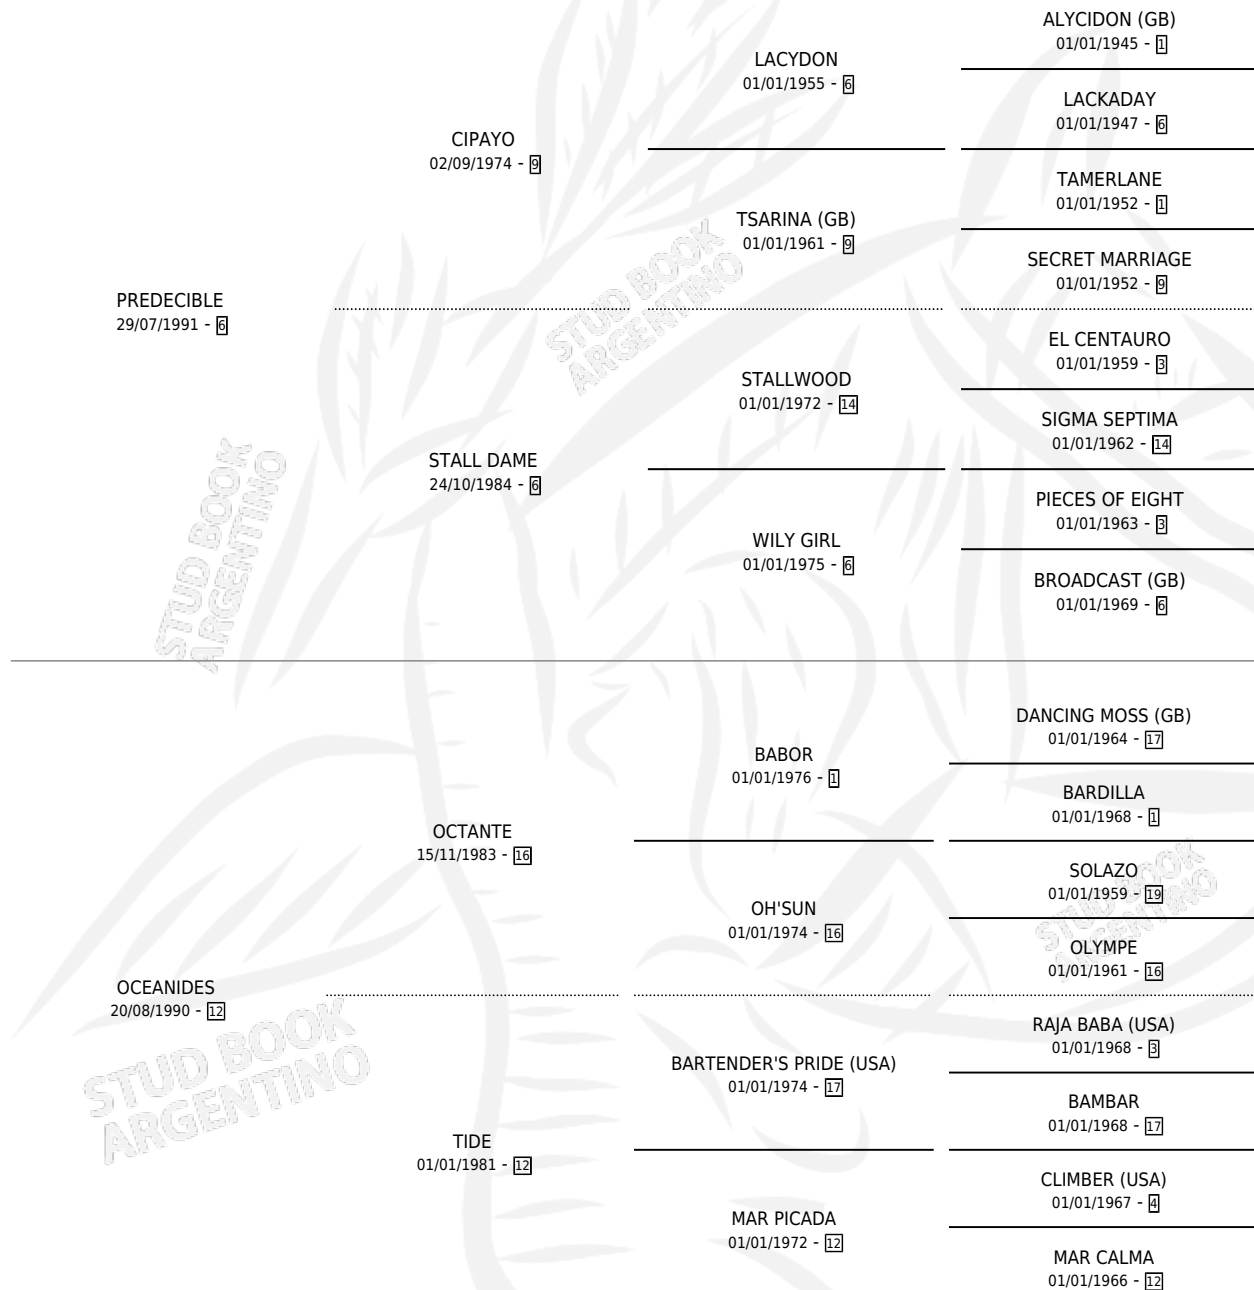 ALYCIDON (GB)
01/01/1945 - 1
LACYDON
01/01/1955 - 6
LACKADAY
01/01/1947 - 6
CIPAYO
02/09/1974 - 9
TAMERLANE
01/01/1952 - 1
TSARINA (GB)
01/01/1961 - 9
SECRET MARRIAGE
01/01/1952 - 9
STUD BOOK
ARGENTINO
PREDECIBLE
29/07/1991 - 6
EL CENTAURO
01/01/1959 - 3
STALLWOOD
01/01/1972 - 14
SIGMA SEPTIMA
01/01/1962 - 14
STALL DAME
24/10/1984 - 6
PIECES OF EIGHT
01/01/1963 - 3
WILY GIRL
01/01/1975 - 6
BROADCAST (GB)
01/01/1969 - 6
STUD BOOK
ARGENTINO
DANCING MOSS (GB)
01/01/1964 - 17
BABOR
01/01/1976 - 1
BARDILLA
01/01/1968 - 1
OCTANTE
15/11/1983 - 16
SOLAZO
01/01/1959 - 19
OH'SUN
01/01/1974 - 16
OLYMPE
01/01/1961 - 16
STUD BOOK
ARGENTINO
OCEANIDES
20/08/1990 - 12
RAJA BABA (USA)
01/01/1968 - 3
BARTENDER'S PRIDE (USA)
01/01/1974 - 17
BAMBAR
01/01/1968 - 17
STUD BOOK
ARGENTINO
TIDE
01/01/1981 - 12
CLIMBER (USA)
01/01/1967 - 4
MAR PICADA
01/01/1972 - 12
MAR CALMA
01/01/1966 - 12